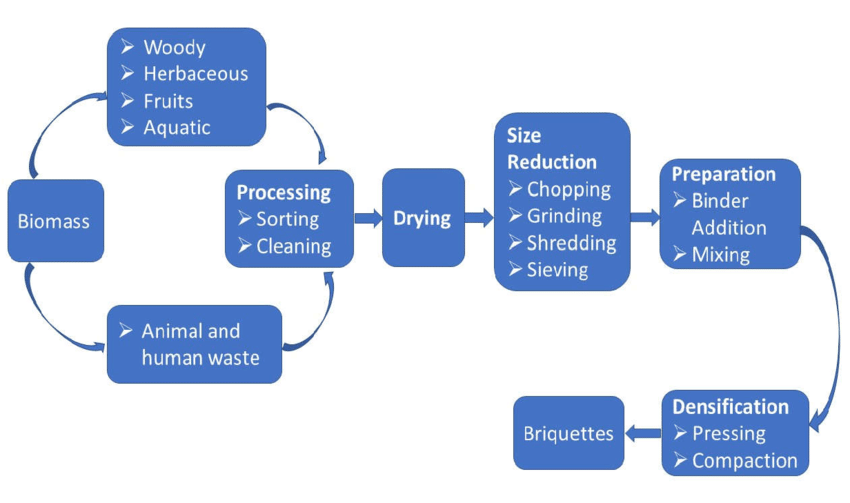 Biomass
➢ Woody
➢ Herbaceous
➢ Fruits
➢ Aquatic
➢ Animal and
human waste
Processing
➢ Sorting
➢ Cleaning
Drying
Size
Reduction
➢ Chopping
➢ Grinding
➢ Shredding
➢ Sieving
Preparation
➢ Binder
Addition
➢ Mixing
Densification
➢ Pressing
➢ Compaction
Briquettes